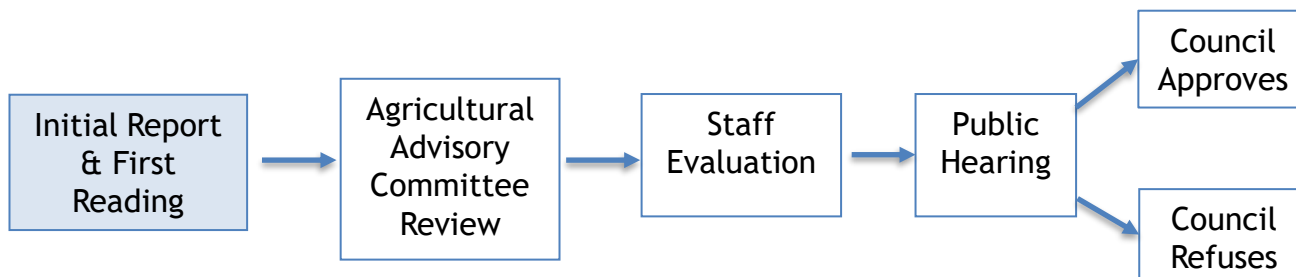 Initial Report
& First
Reading
Agricultural
Advisory
Committee
Review
Staff
Evaluation
Public
Hearing
Council
Approves
Council
Refuses